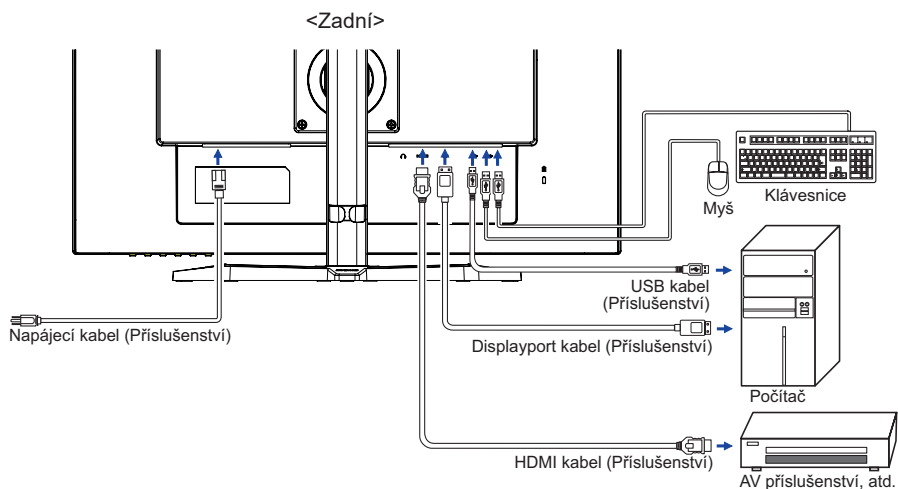 <Zadní>
Klávesnice
Myš
USB kabel
(Příslušenství)
Napájecí kabel (Příslušenství)
Displayport kabel (Příslušenství)
Počítač
HDMI kabel (Příslušenství)
AV příslušenství, atd.